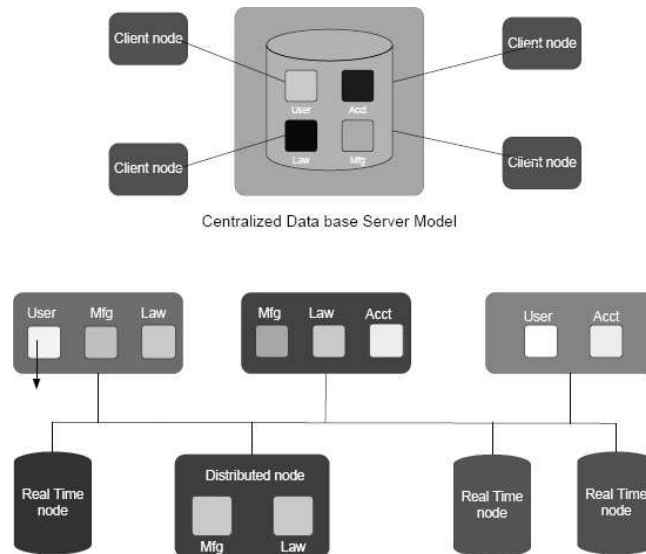 Client node
Client node
User
Acct
Client node
Law
Mfg
Client node
Centralized Data base Server Model
User Mfg Law
Mfg Law Acct
User Acct
Real Time
node
Distributed node
Mfg Law
Real Time
node
Real Time
node